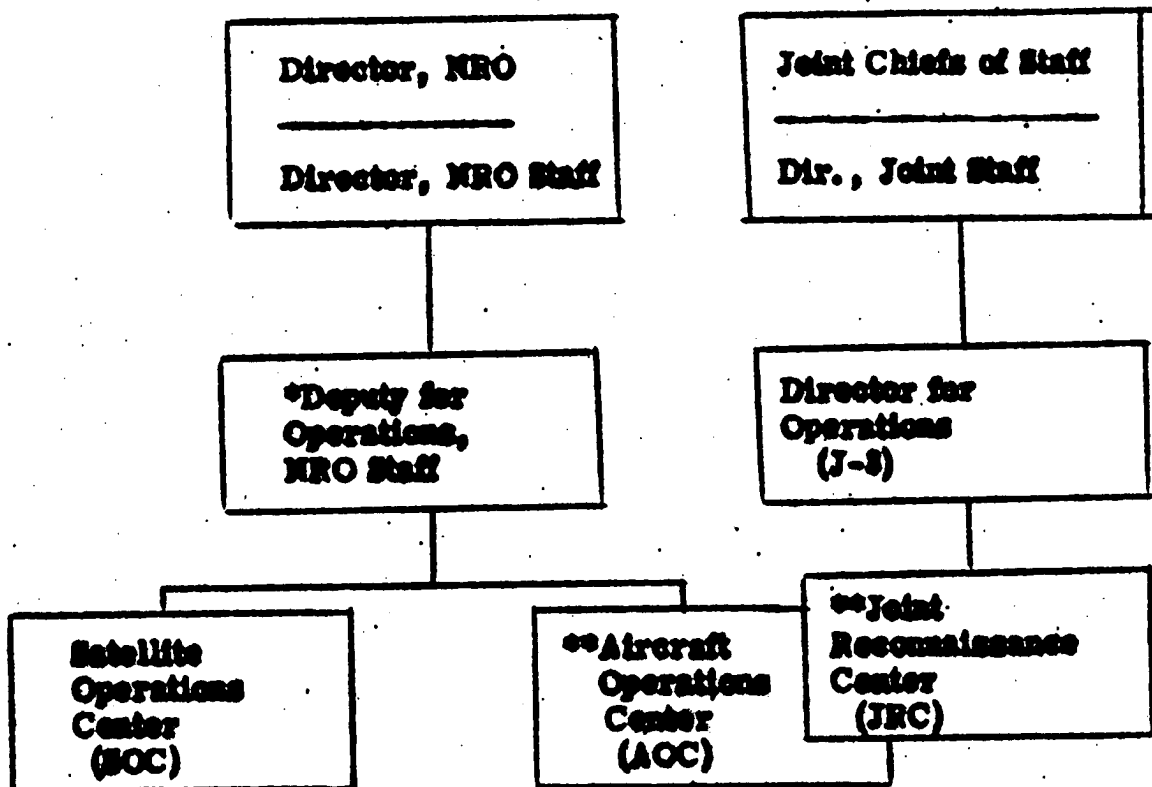 Director, NRO
Director, NRO Staff
Joint Chiefs of Staff
Dir., Joint Staff
*Deputy for
Operations,
NRO Staff
Director for
Operations
(J-3)
Satellite
Operations
Center
(SOC)
**Aircraft
Operations
Center
(AOC)
**Joint
Reconnaissance
Center
(JRC)